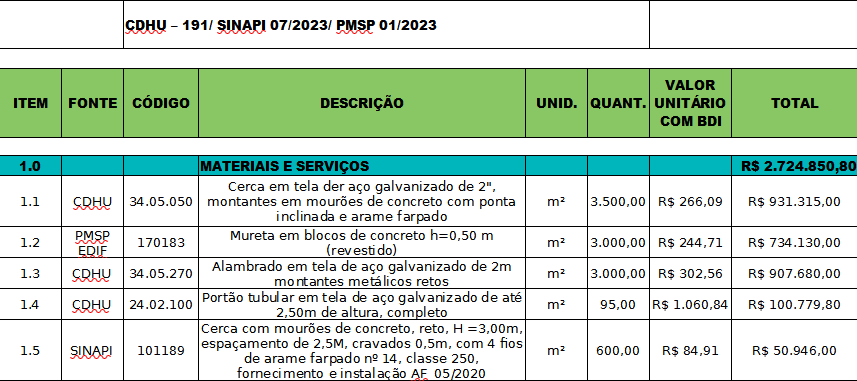 CDHU – 191/ SINAPI 07/2023/ PMSP 01/2023
ITEM FONTE CÓDIGO DESCRIÇÃO UNID. QUANT. VALOR UNITÁRIO COM BDI TOTAL
1.0 MATERIAIS E SERVIÇOS R$ 2.724.850,80
1.1 CDHU 34.05.050 Cerca em tela der aço galvanizado de 2", montantes em mourões de concreto com ponta inclinada e arame farpado m² 3.500,00 R$ 266,09 R$ 931.315,00
1.2 PMSP EDIF 170183 Mureta em blocos de concreto h=0,50 m (revestido) m² 3.000,00 R$ 244,71 R$ 734.130,00
1.3 CDHU 34.05.270 Alambrado em tela de aço galvanizado de 2m montantes metálicos retos m² 3.000,00 R$ 302,56 R$ 907.680,00
1.4 CDHU 24.02.100 Portão tubular em tela de aço galvanizado de até 2,50m de altura, completo m² 95,00 R$ 1.060,84 R$ 100.779,80
1.5 SINAPI 101189 Cerca com mourões de concreto, reto, H =3,00m, espaçamento de 2,5M, cravados 0,5m, com 4 fios de arame farpado nº 14, classe 250, fornecimento e instalação AF_05/2020 m² 600,00 R$ 84,91 R$ 50.946,00